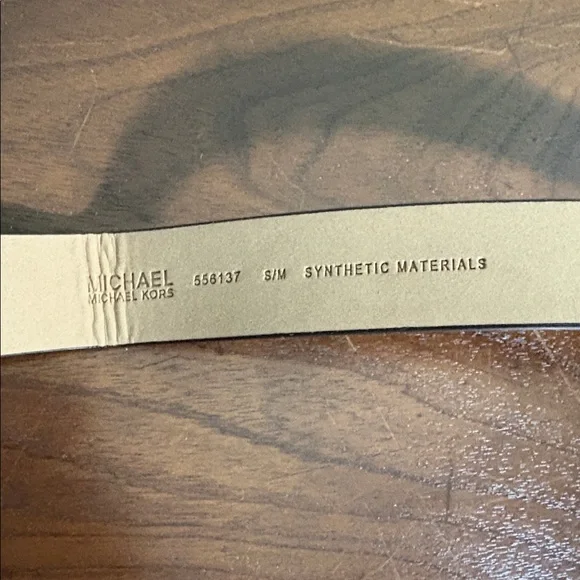 MICHAEL 556137 S/M SYNTHETIC MATERIALS
MICHAEL KORS